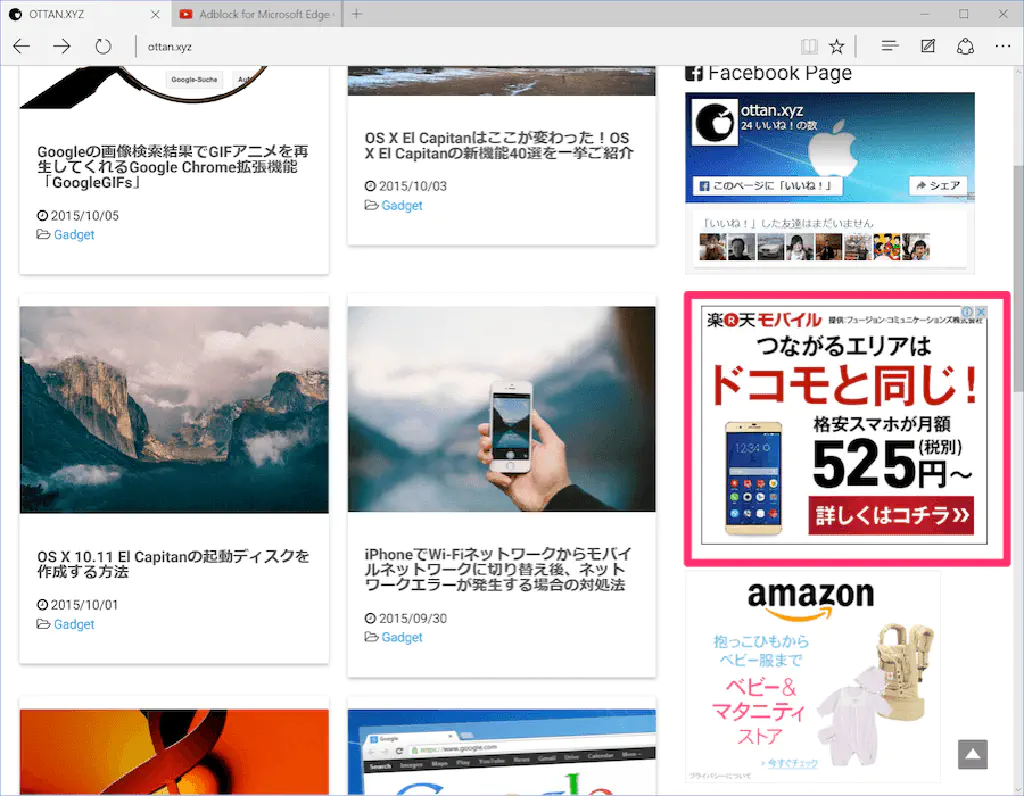 OTTAN.XYZ
Adblock for Microsoft Edge
ottan.xyz
Google-Suche
Googleの画像検索結果でGIFアニメを再
生してくれるGoogle Chrome拡張機能
「GoogleGIFs」
2015/10/05
Gadget
OS X El Capitanはここが変わった！OS
X El Capitanの新機能40選を一挙ご紹介
2015/10/03
Gadget
Facebook Page
ottan.xyz
24 いいね！の数
このページに「いいね！」
シェア
「いいね！」した友達はまだいません
楽R天モバイル 提供:フュージョン・コミュニケーションズ株式会社
つながるエリアは
ドコモと同じ!
格安スマホが月額
525円～ (税別)
12:34
詳しくはコチラ
OS X 10.11 El Capitanの起動ディスクを
作成する方法
2015/10/01
Gadget
iPhoneでWi-Fiネットワークからモバイ
ルネットワークに切り替え後、ネット
ワークエラーが発生する場合の対処法
2015/09/30
Gadget
amazon
抱っこひもから
ベビー服まで
ベビー＆
マタニティ
ストア
今すぐチェック
プライバシーについて
Google
https://www.google.com
Search Images Maps Play YouTube News Gmail Drive Calendar More
Google